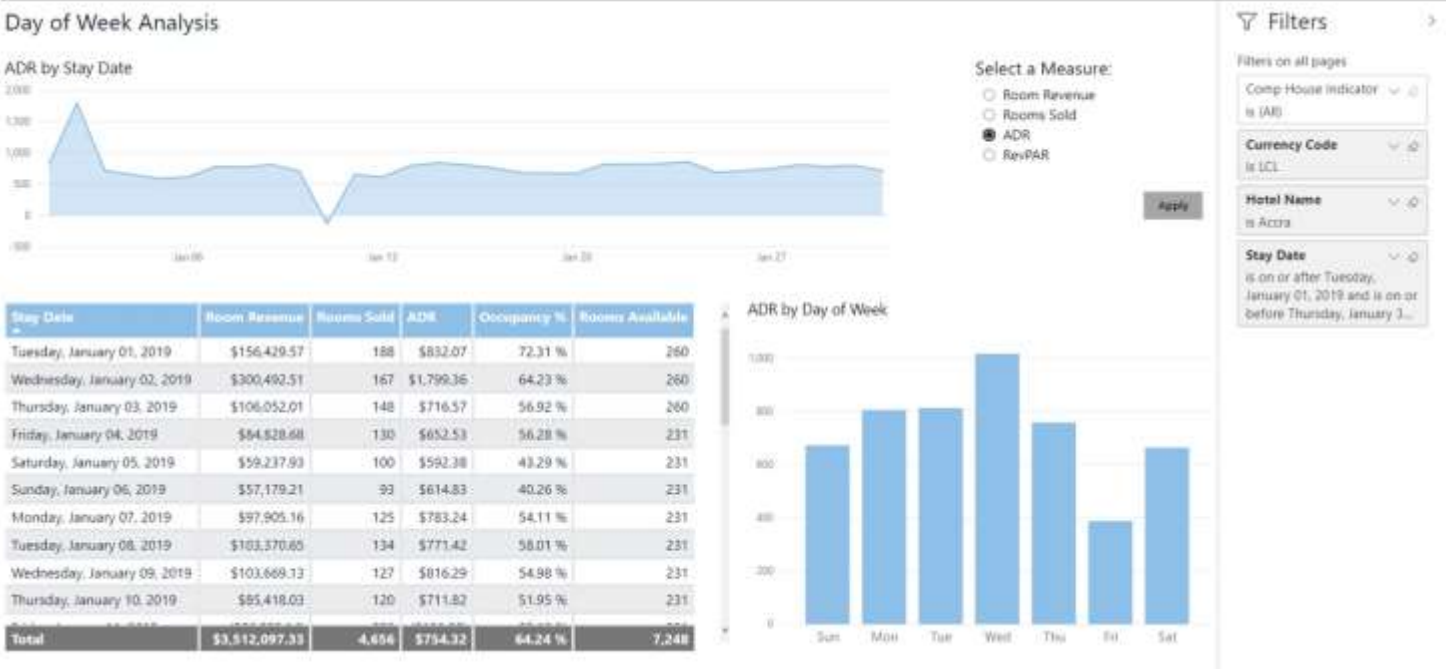 Day of Week Analysis
ADR by Stay Date
2,000
1,500
1,000
500
0
-500
Jan 06
Jan 13
Jan 20
Jan 27
Select a Measure:
Room Revenue
Rooms Sold
ADR
RevPAR
Apply
Filters
Filters on all pages
Comp House Indicator
is (All)
Currency Code
is LCL
Hotel Name
is Accra
Stay Date
is on or after Tuesday,
January 01, 2019 and is on or
before Thursday, January 3...
Stay Date Room Revenue Rooms Sold ADR Occupancy % Rooms Available
Tuesday, January 01, 2019 $156,429.57 188 $832.07 72.31 % 260
Wednesday, January 02, 2019 $300,492.51 167 $1,799.36 64.23 % 260
Thursday, January 03, 2019 $106,052.01 148 $716.57 56.92 % 260
Friday, January 04, 2019 $84,828.68 130 $652.53 56.28 % 231
Saturday, January 05, 2019 $59,237.93 100 $592.38 43.29 % 231
Sunday, January 06, 2019 $57,179.21 93 $614.83 40.26 % 231
Monday, January 07, 2019 $97,905.16 125 $783.24 54.11 % 231
Tuesday, January 08, 2019 $103,370.65 134 $771.42 58.01 % 231
Wednesday, January 09, 2019 $103,669.13 127 $816.29 54.98 % 231
Thursday, January 10, 2019 $85,418.03 120 $711.82 51.95 % 231
Total $3,512,097.33 4,656 $754.32 64.24 % 7,248
ADR by Day of Week
1,000
800
600
400
200
0
Sun Mon Tue Wed Thu Fri Sat